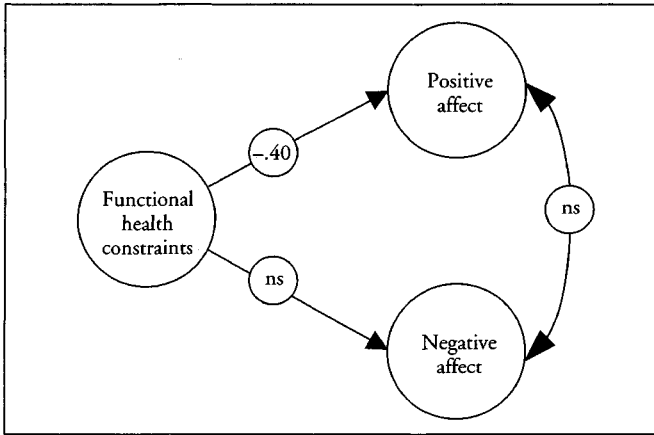 Positive
affect
–.40
Functional
health
constraints
ns
ns
Negative
affect